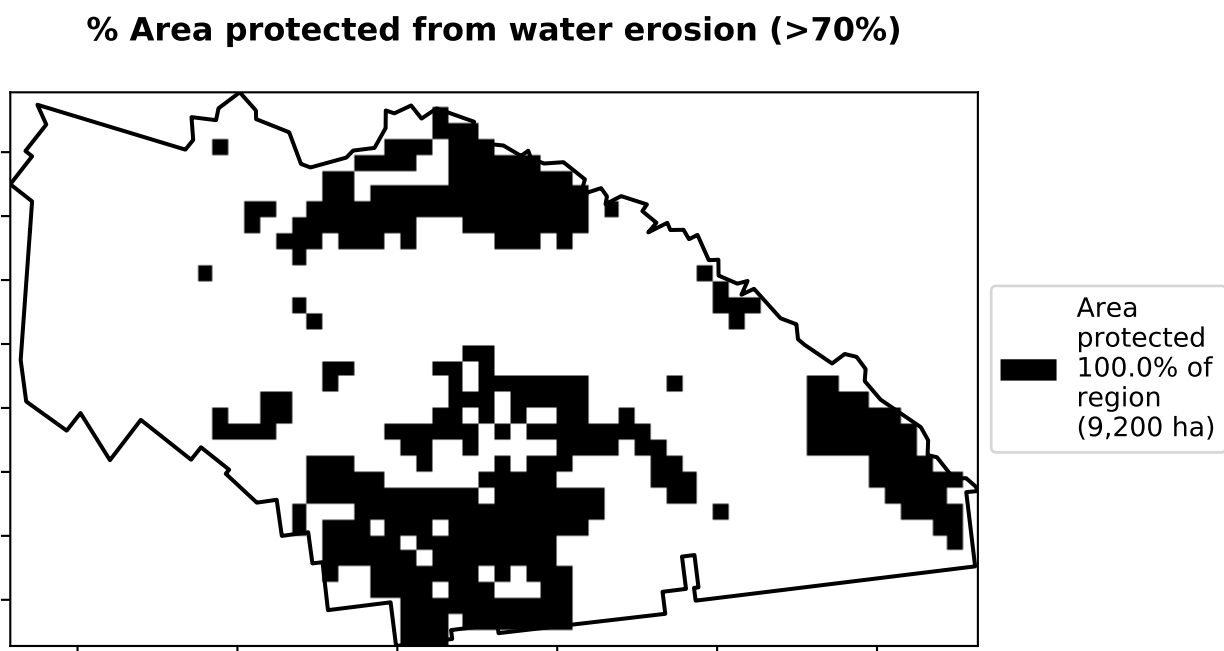 % Area protected from water erosion (>70%)
Area
protected
100.0% of
region
(9,200 ha)